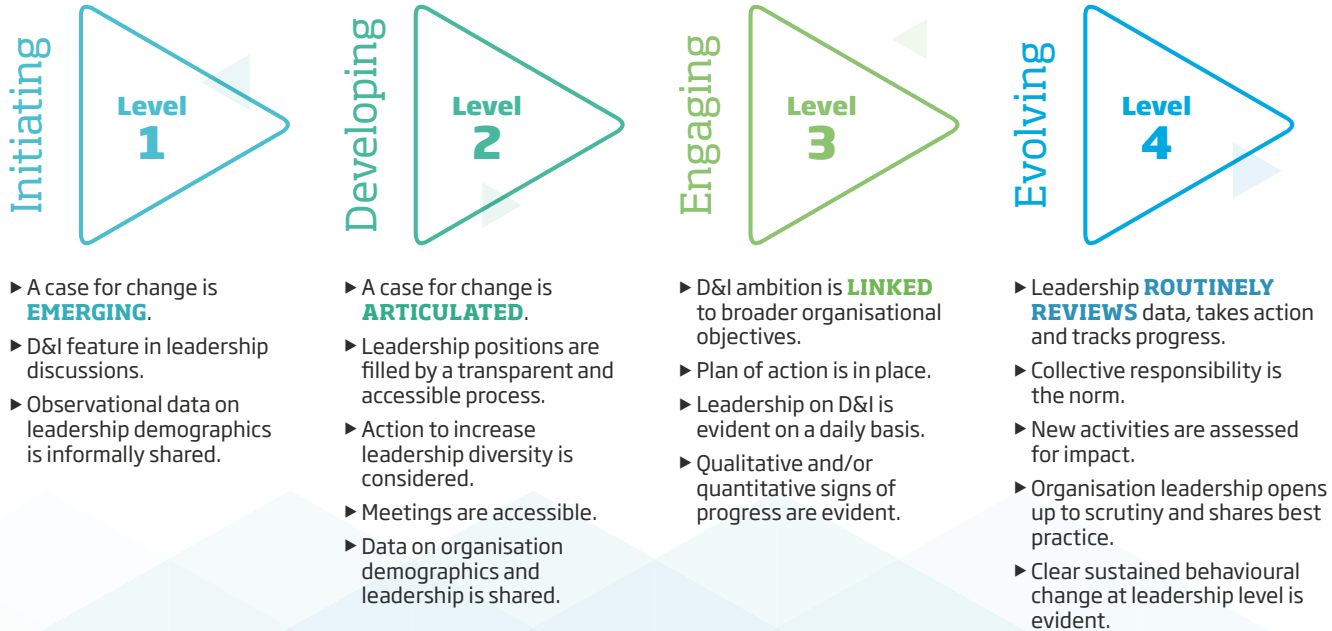 Initiating
Level
1
▶ A case for change is
EMERGING.
▶ D&I feature in leadership
discussions.
▶ Observational data on
leadership demographics
is informally shared.
Developing
Level
2
▶ A case for change is
ARTICULATED.
▶ Leadership positions are
filled by a transparent and
accessible process.
▶ Action to increase
leadership diversity is
considered.
▶ Meetings are accessible.
▶ Data on organisation
demographics and
leadership is shared.
Engaging
Level
3
▶ D&I ambition is LINKED
to broader organisational
objectives.
▶ Plan of action is in place.
▶ Leadership on D&I is
evident on a daily basis.
▶ Qualitative and/or
quantitative signs of
progress are evident.
Evolving
Level
4
▶ Leadership ROUTINELY
REVIEWS data, takes action
and tracks progress.
▶ Collective responsibility is
the norm.
▶ New activities are assessed
for impact.
▶ Organisation leadership opens
up to scrutiny and shares best
practice.
▶ Clear sustained behavioural
change at leadership level is
evident.